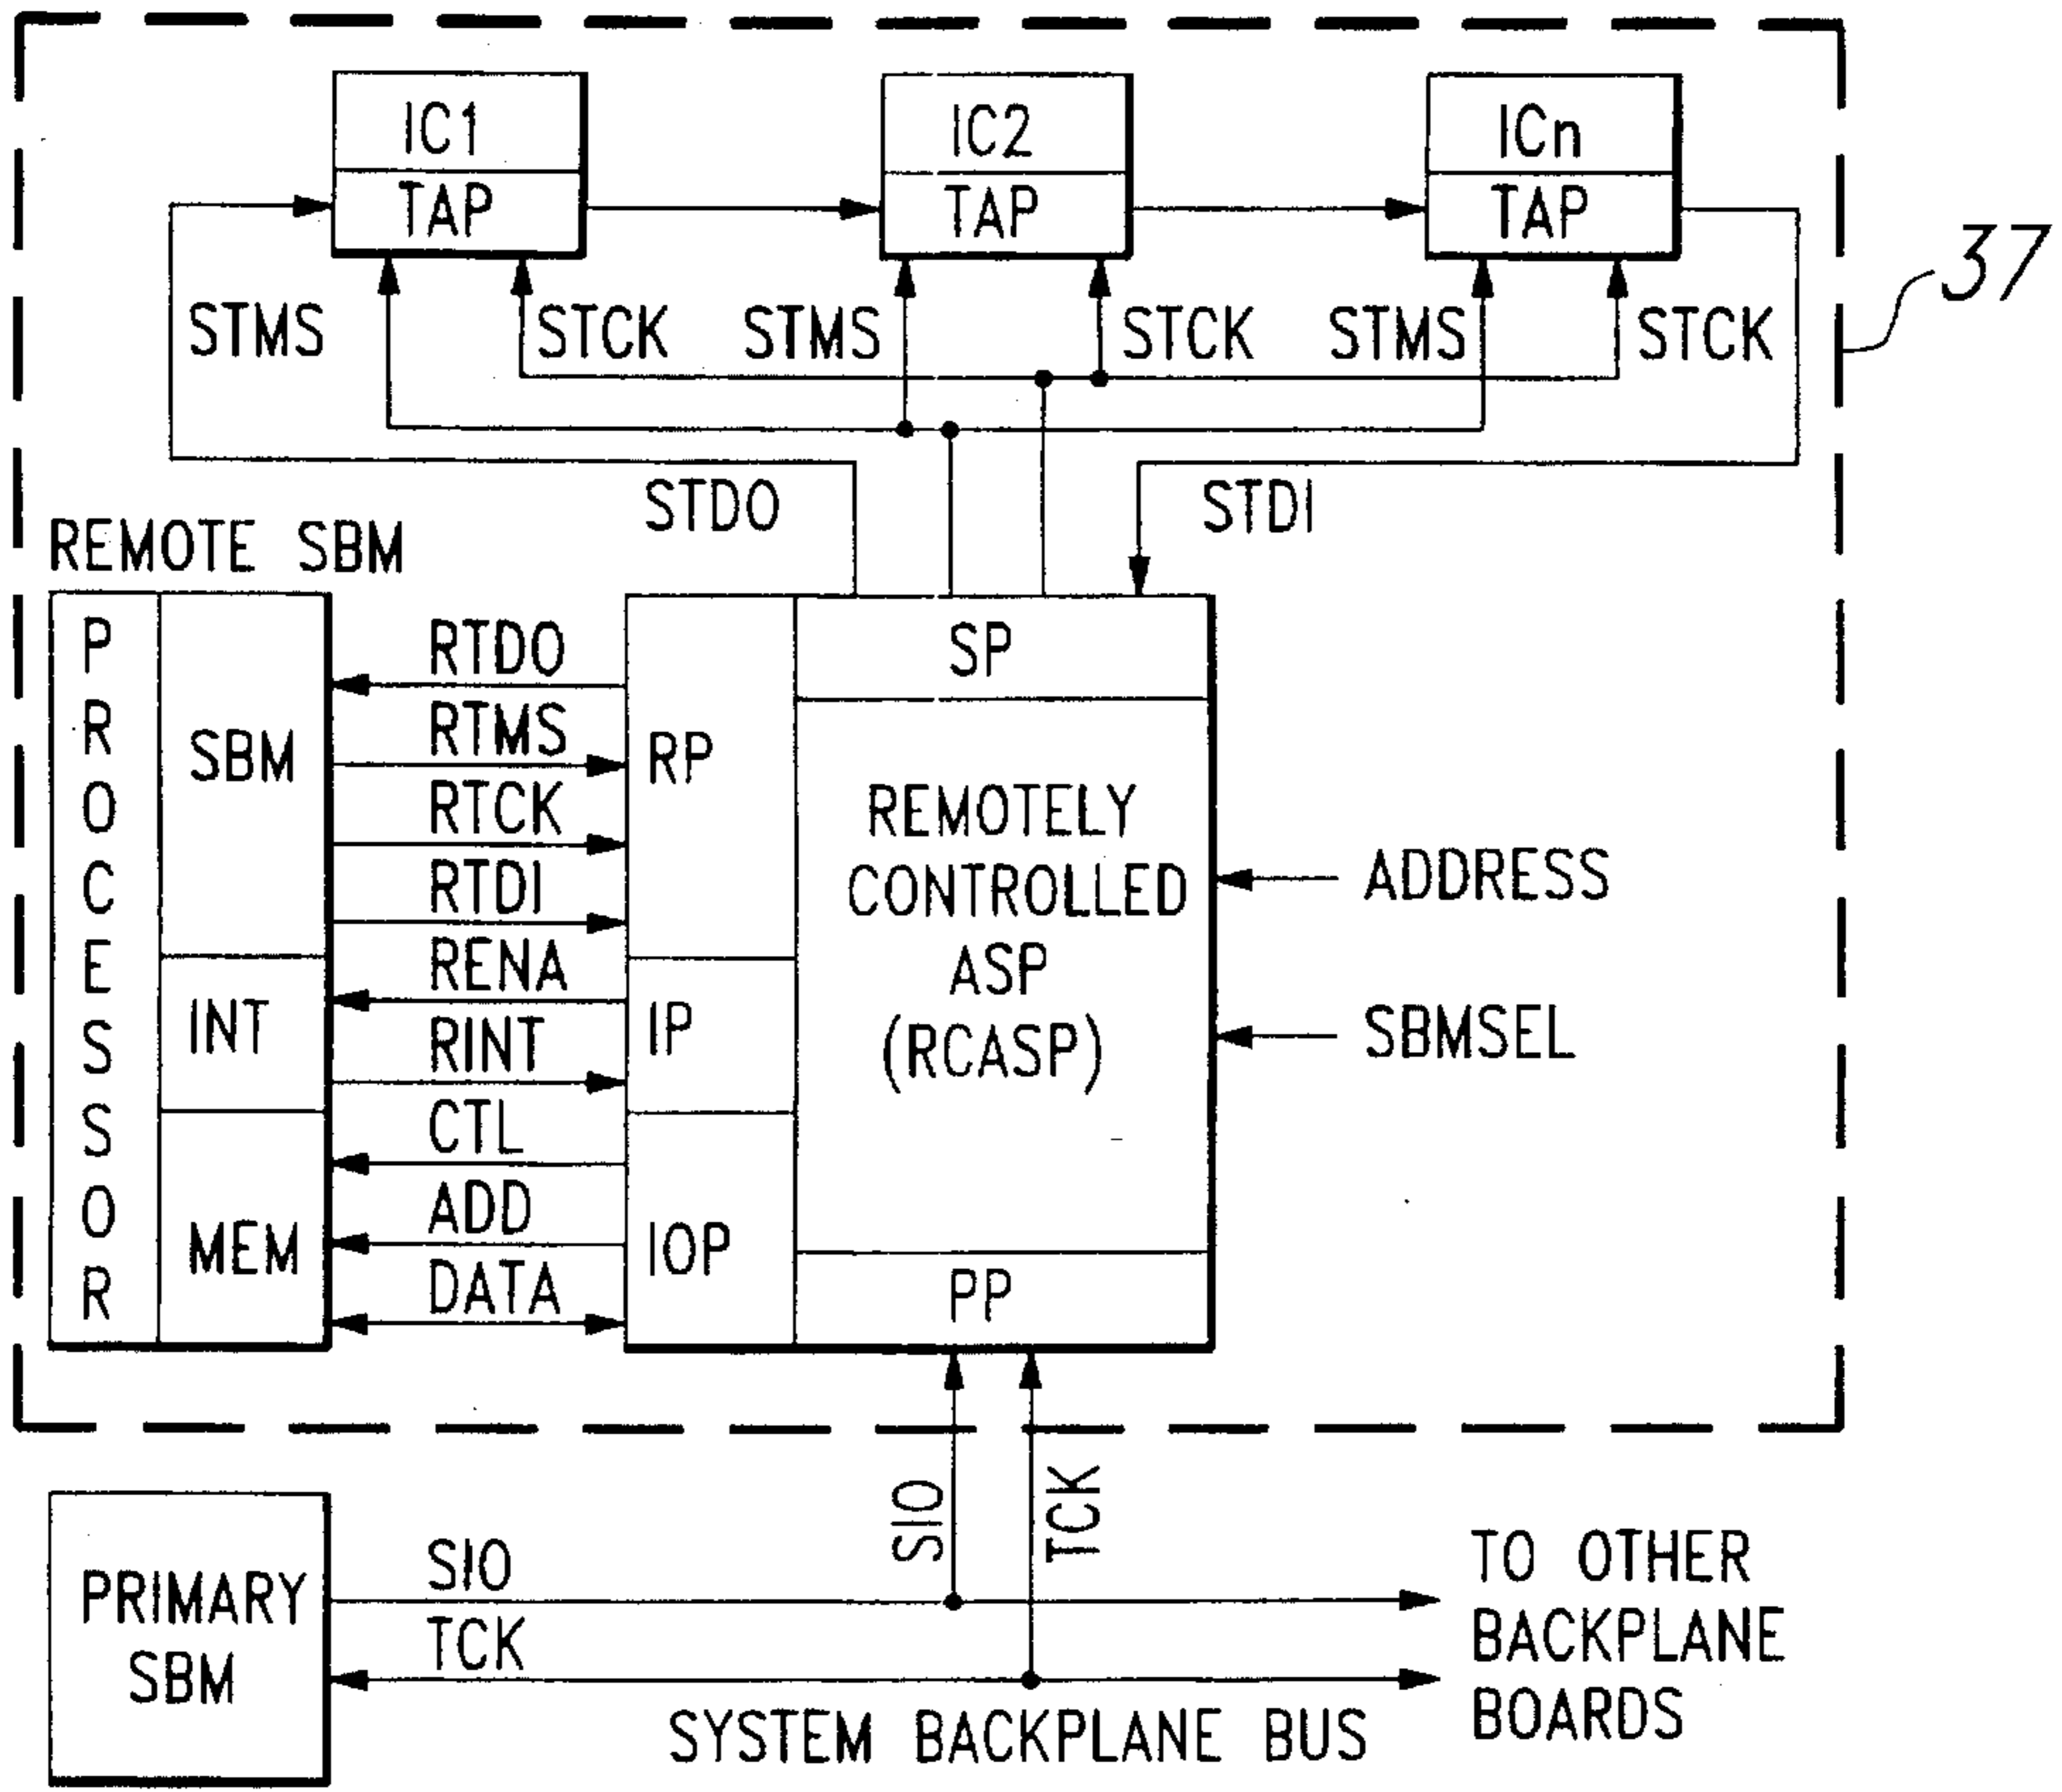 IC1
TAP
IC2
TAP
ICn
TAP
37
STMS
STCK
STMS
STCK
STMS
STCK
STDO
STDI
REMOTE SBM
PROCESSOR
SBM
INT
MEM
RTDO
RTMS
RTCK
RTDI
RENA
RINT
CTL
ADD
DATA
RP
IP
IOP
SP
REMOTELY
CONTROLLED
ASP
(RCASP)
PP
ADDRESS
SBMSEL
SIO
TCK
PRIMARY
SBM
SIO
TCK
SYSTEM BACKPLANE BUS
TO OTHER
BACKPLANE
BOARDS